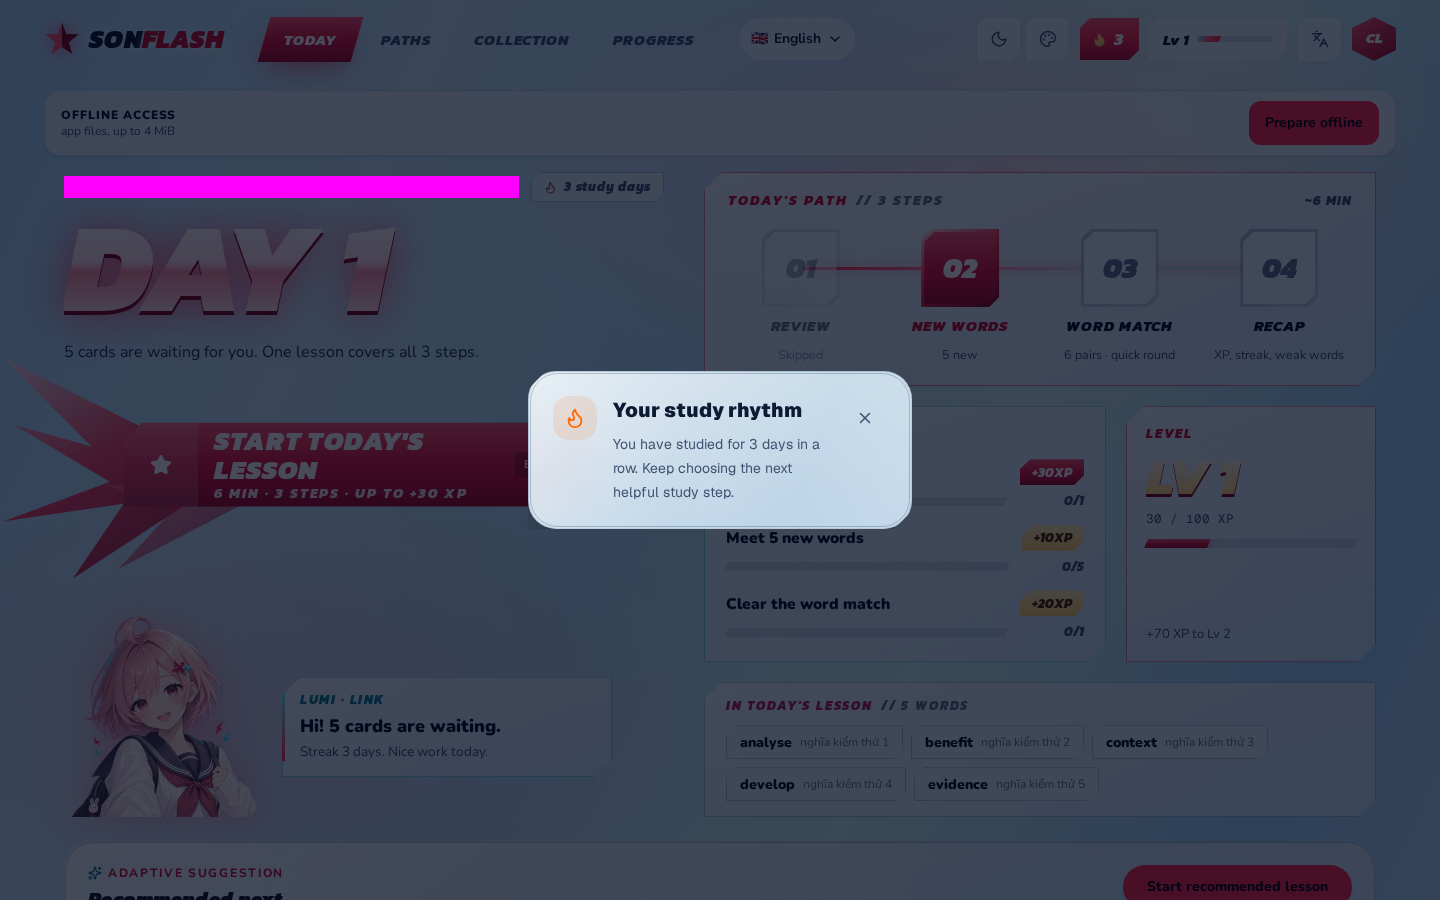 SONFLASH
TODAY
PATHS
COLLECTION
PROGRESS
English
3
Lv 1
CL
OFFLINE ACCESS
app files, up to 4 MiB
Prepare offline
3 study days
DAY 1
5 cards are waiting for you. One lesson covers all 3 steps.
START TODAY'S
LESSON
6 MIN · 3 STEPS · UP TO +30 XP
TODAY'S PATH // 3 STEPS
~6 MIN
01
02
03
04
REVIEW
NEW WORDS
WORD MATCH
RECAP
Skipped
5 new
6 pairs · quick round
XP, streak, weak words
Your study rhythm
You have studied for 3 days in a
row. Keep choosing the next
helpful study step.
+30XP
0/1
Meet 5 new words
+10XP
0/5
Clear the word match
+20XP
0/1
LEVEL
LV 1
30 / 100 XP
+70 XP to Lv 2
LUMI · LINK
Hi! 5 cards are waiting.
Streak 3 days. Nice work today.
IN TODAY'S LESSON // 5 WORDS
analyse nghĩa kiểm thử 1
benefit nghĩa kiểm thử 2
context nghĩa kiểm thử 3
develop nghĩa kiểm thử 4
evidence nghĩa kiểm thử 5
ADAPTIVE SUGGESTION
Recommended next
Start recommended lesson